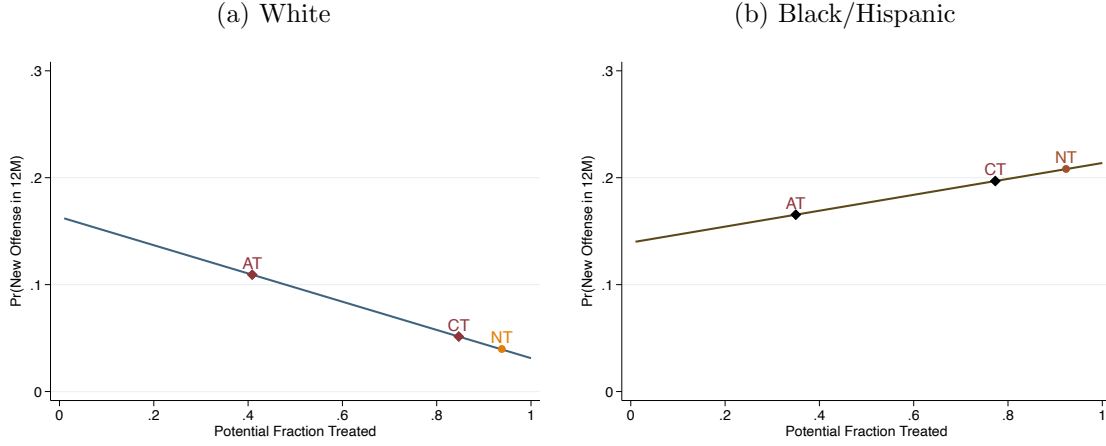 (a) White
.3
.2
.1
0
Pr(New Offense in 12M)
AT
CT
NT
0 .2 .4 .6 .8 1
Potential Fraction Treated
(b) Black/Hispanic
.3
.2
.1
0
Pr(New Offense in 12M)
AT
CT
NT
0 .2 .4 .6 .8 1
Potential Fraction Treated